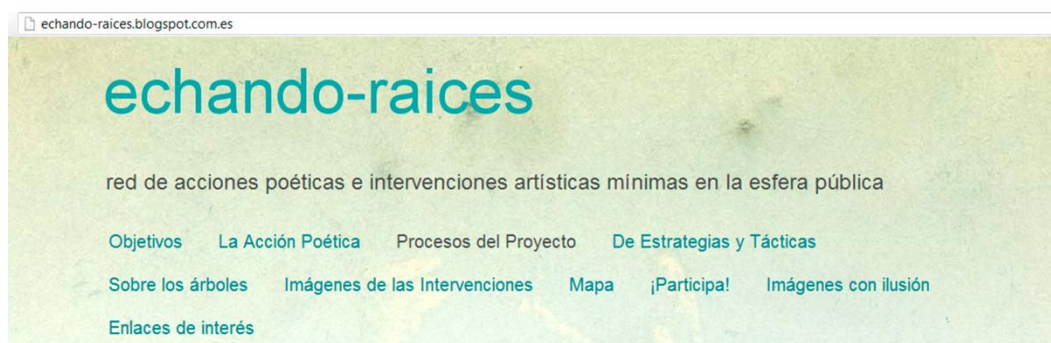 echando-raices.blogspot.com.es
echando-raices
red de acciones poéticas e intervenciones artísticas mínimas en la esfera pública
Objetivos La Acción Poética Procesos del Proyecto De Estrategias y Tácticas
Sobre los árboles Imágenes de las Intervenciones Mapa ¡Participa! Imágenes con ilusión
Enlaces de interés